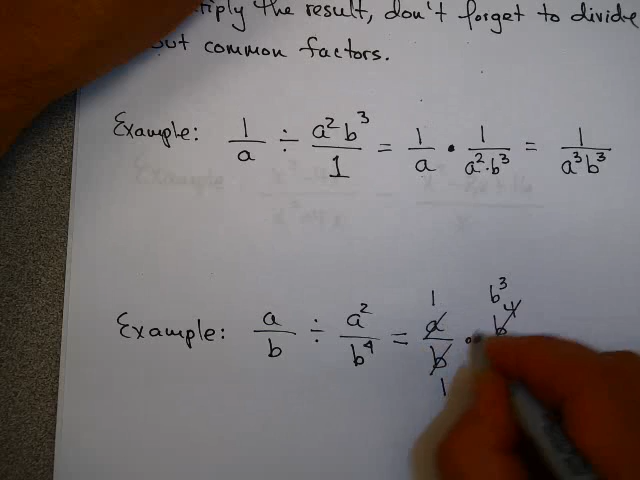 the result, don't forget to divide
out common factors.
Example: 1/a ÷ a²b³/1 = 1/a · 1/a²·b³ = 1/a³b³
Example: a/b ÷ a²/b⁴ = a/b · b⁴
1 b³
1